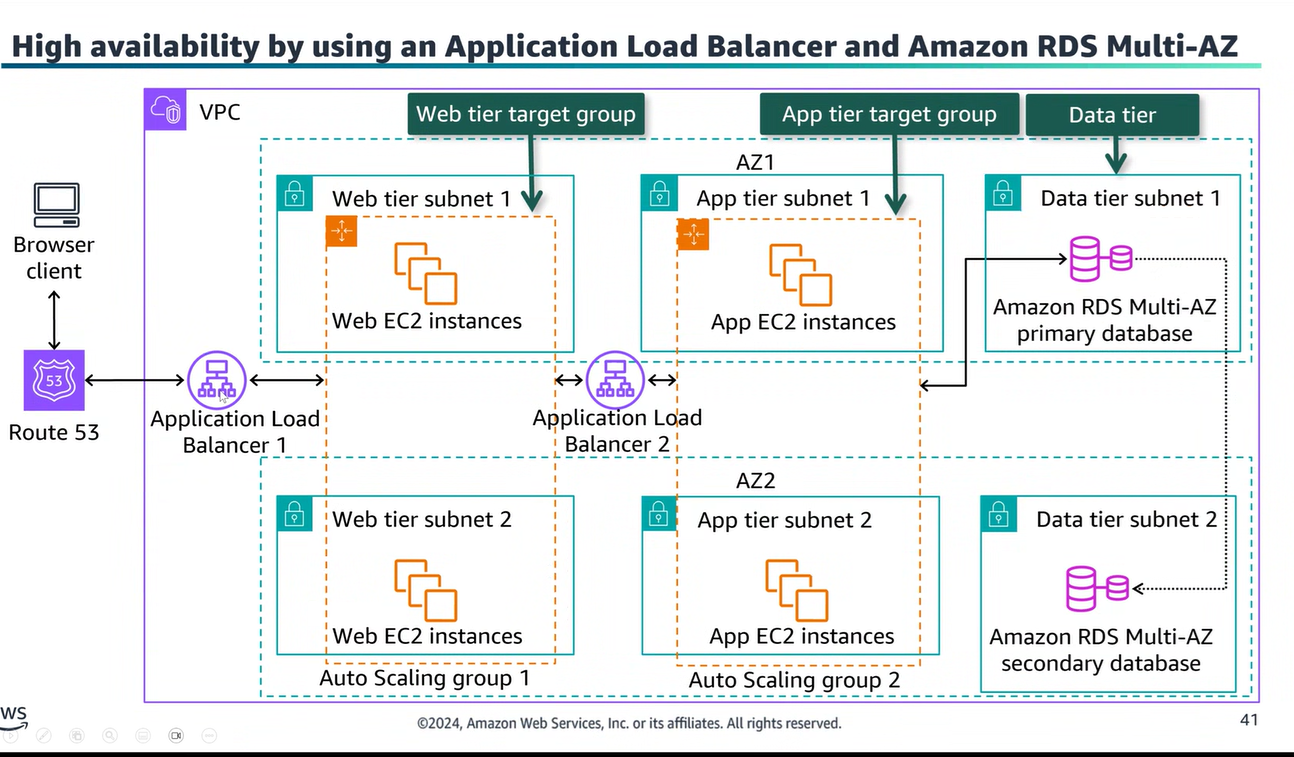 High availability by using an Application Load Balancer and Amazon RDS Multi-AZ
VPC
Web tier target group
App tier target group
Data tier
AZ1
Web tier subnet 1
App tier subnet 1
Data tier subnet 1
Browser
client
Web EC2 instances
App EC2 instances
Amazon RDS Multi-AZ
primary database
53
Route 53
Application Load
Balancer 1
Application Load
Balancer 2
AZ2
Web tier subnet 2
App tier subnet 2
Data tier subnet 2
Web EC2 instances
App EC2 instances
Amazon RDS Multi-AZ
secondary database
Auto Scaling group 1
Auto Scaling group 2
WS
©2024, Amazon Web Services, Inc. or its affiliates. All rights reserved.
41